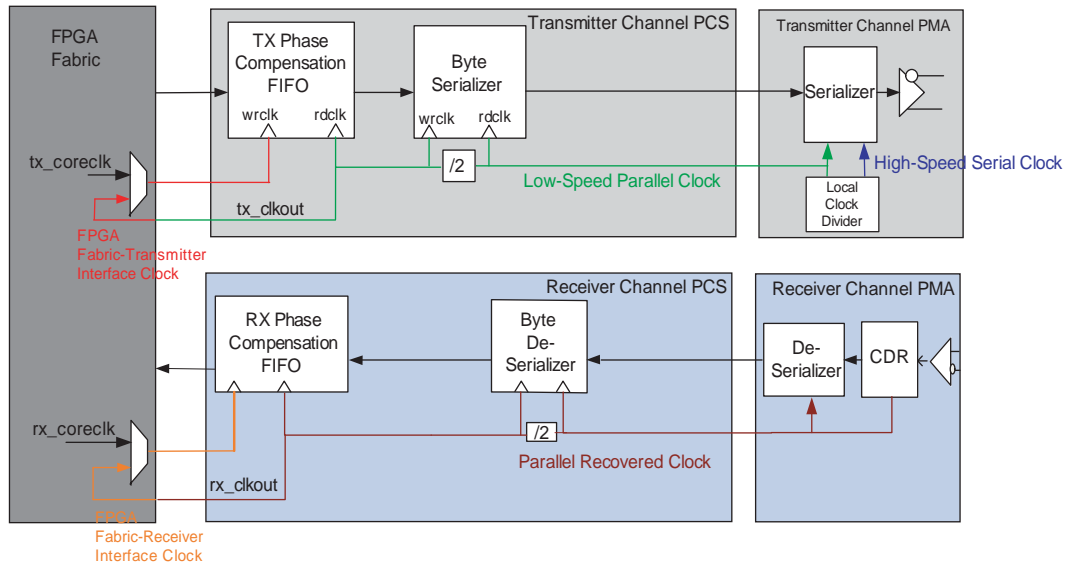 FPGA
Fabric
Transmitter Channel PCS
Transmitter Channel PMA
TX Phase
Compensation
FIFO
wrclk
rdclk
Byte
Serializer
wrclk
rdclk
Serializer
tx_coreclk
/2
Low-Speed Parallel Clock
High-Speed Serial Clock
Local
Clock
Divider
tx_clkout
FPGA
Fabric-Transmitter
Interface Clock
Receiver Channel PCS
Receiver Channel PMA
RX Phase
Compensation
FIFO
Byte
De-
Serializer
De-
Serializer
CDR
rx_coreclk
/2
Parallel Recovered Clock
rx_clkout
FPGA
Fabric-Receiver
Interface Clock